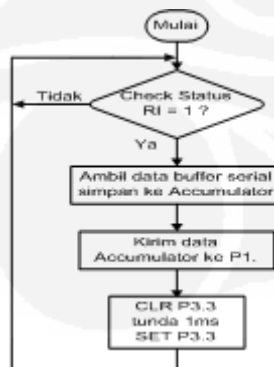 Mulai
Tidak
Check Status
RI = 1 ?
Ya
Ambil data buffer serial
simpan ke Accumulator
Kirim data
Accumulator ke P1.
CLR P3.3
tunda 1ms
SET P3.3